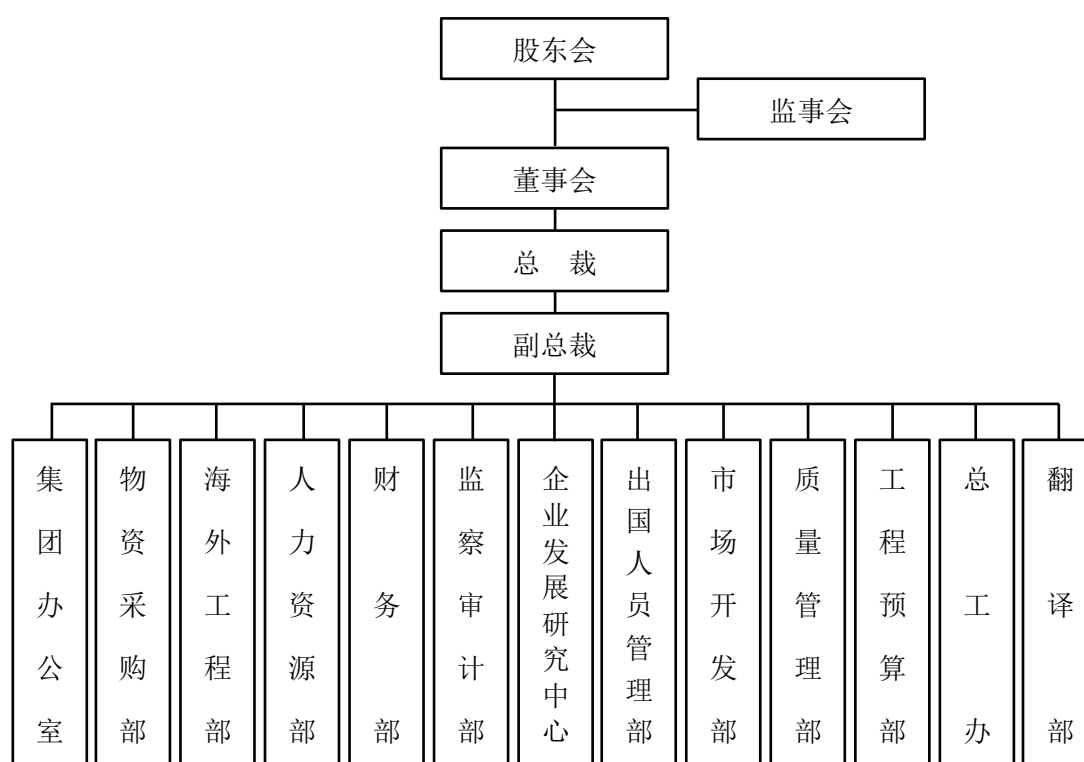 股东会
监事会
董事会
总　裁
副总裁
集团办公室
物资采购部
海外工程部
人力资源部
财务部
监察审计部
企业发展研究中心
出国人员管理部
市场开发部
质量管理部
工程预算部
总工办
翻译部